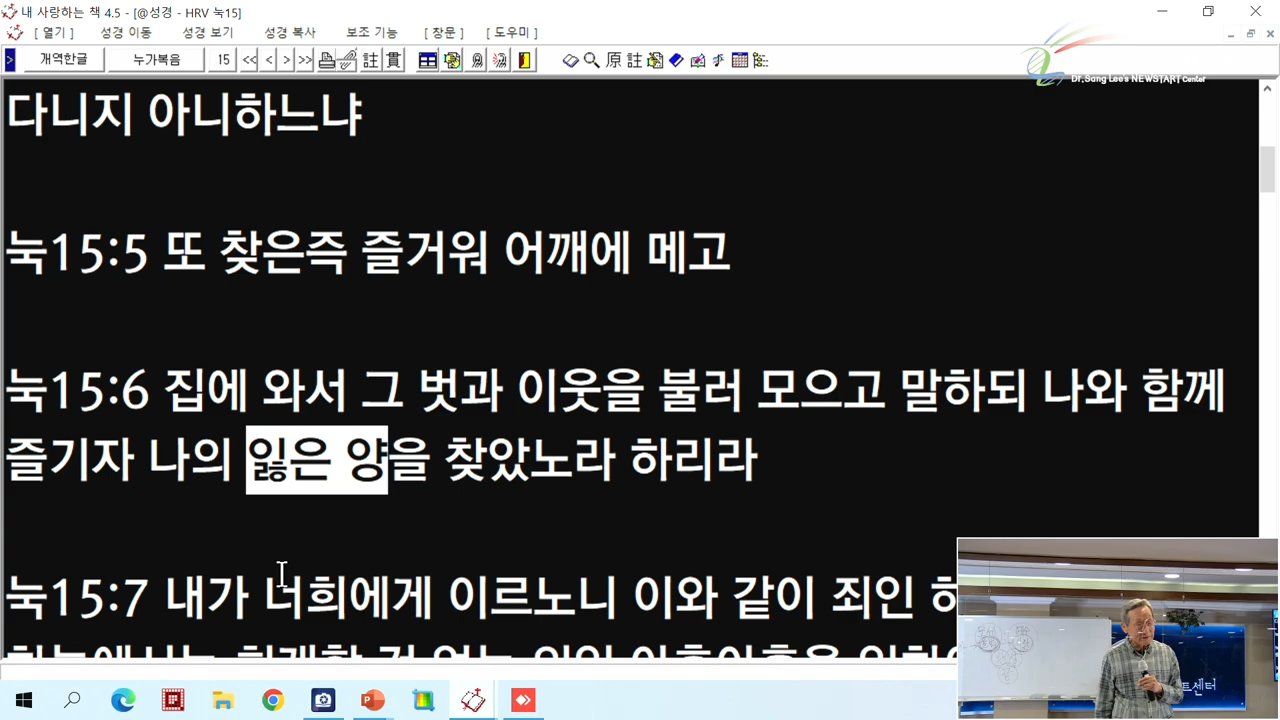 내 사랑하는 책 4.5 - [@성경 - HRV 눅15]
[ 열기 ] 성경 이동 성경 보기 성경 복사 보조 기능 [ 창문 ] [ 도우미 ]
> 개역한글 누가복음 15 << < > >> 註 貫 原 註
Dr.Sang Lee's NEWSTART Center
다니지 아니하느냐
눅15:5 또 찾은즉 즐거워 어깨에 메고
눅15:6 집에 와서 그 벗과 이웃을 불러 모으고 말하되 나와 함께
즐기자 나의 잃은 양을 찾았노라 하리라
눅15:7 내가 너희에게 이르노니 이와 같이 죄인
트센터